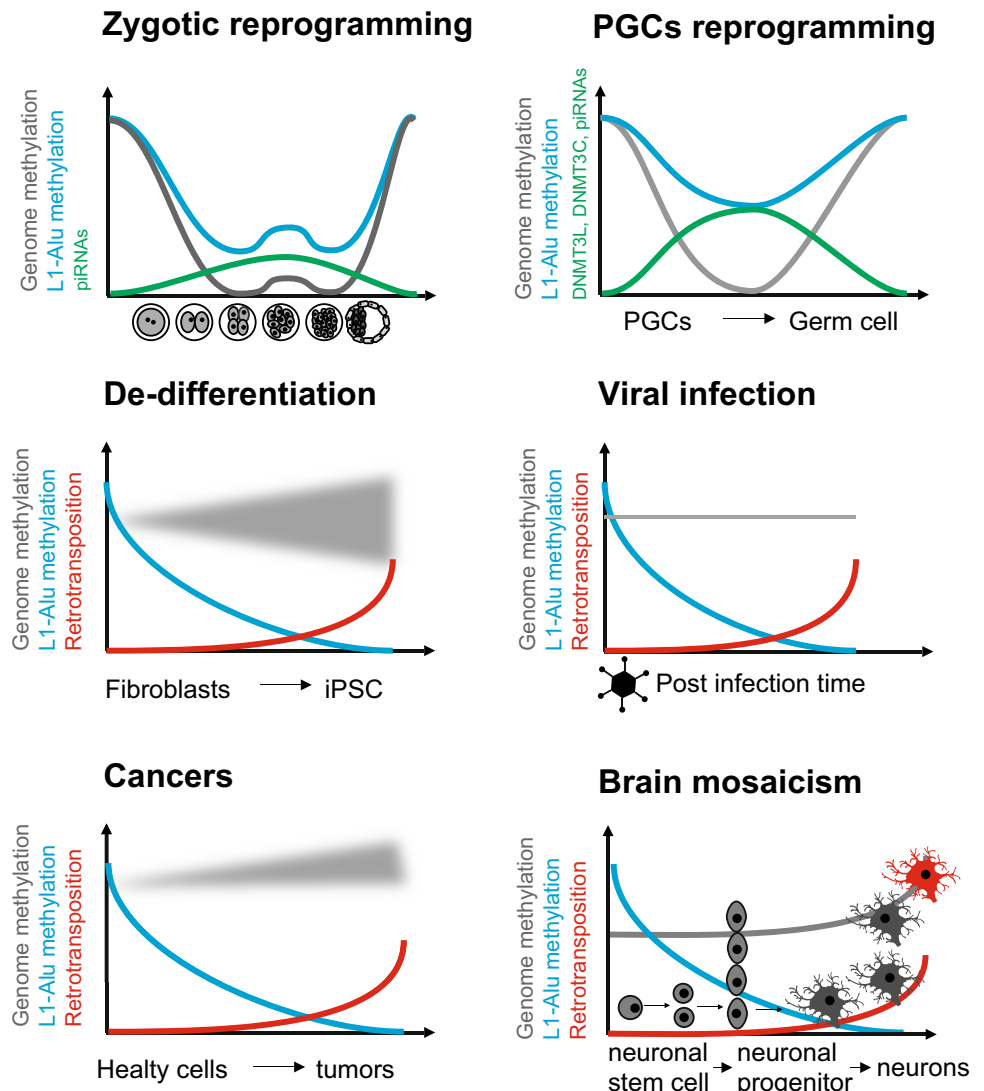 Zygotic reprogramming
Genome methylation
L1-Alu methylation
piRNAs
PGCs reprogramming
Genome methylation
L1-Alu methylation
DNMT3L, DNMT3C, piRNAs
PGCs
Germ cell
De-differentiation
Genome methylation
L1-Alu methylation
Retrotransposition
Fibroblasts
iPSC
Viral infection
Genome methylation
L1-Alu methylation
Retrotransposition
Post infection time
Cancers
Genome methylation
L1-Alu methylation
Retrotransposition
Healty cells
tumors
Brain mosaicism
Genome methylation
L1-Alu methylation
Retrotransposition
neuronal
stem cell
neuronal
progenitor
neurons